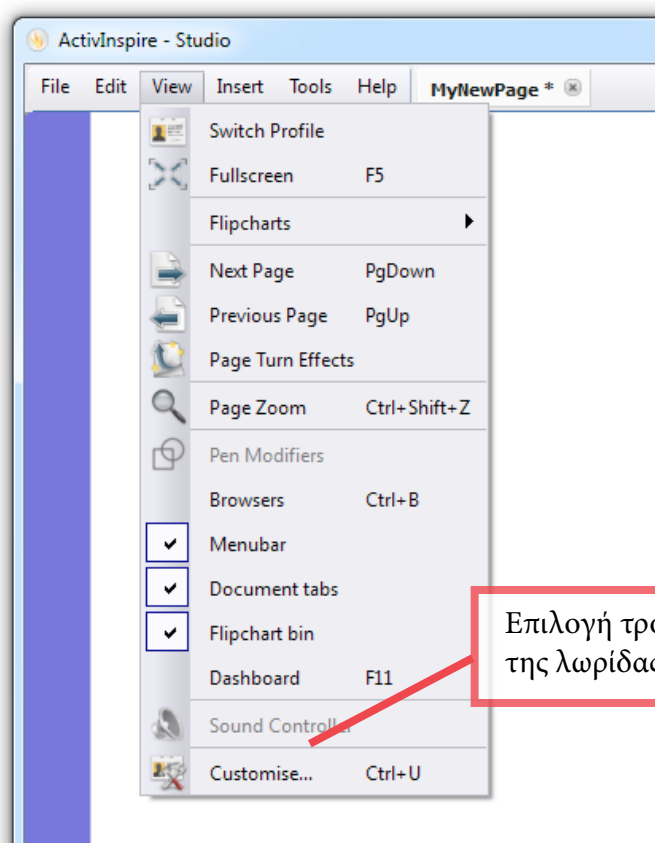 ActivInspire - Studio
File Edit View Insert Tools Help MyNewPage *
Switch Profile
Fullscreen F5
Flipcharts
Next Page PgDown
Previous Page PgUp
Page Turn Effects
Page Zoom Ctrl+Shift+Z
Pen Modifiers
Browsers Ctrl+B
Menubar
Document tabs
Flipchart bin
Dashboard F11
Sound Controller
Customise... Ctrl+U
Επιλογή
της λωρίδας